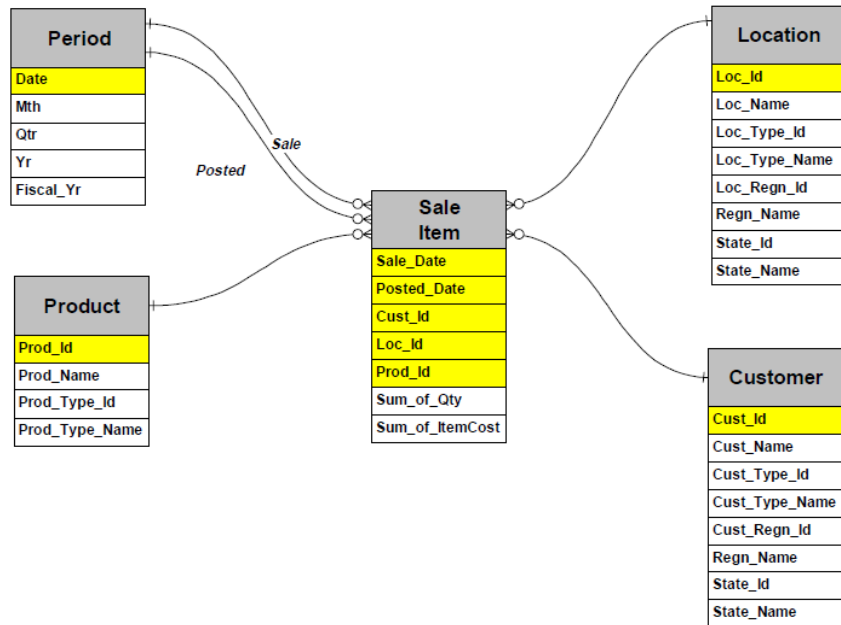 Period
Date
Mth
Qtr
Yr
Fiscal_Yr
Sale
Posted
Product
Prod_Id
Prod_Name
Prod_Type_Id
Prod_Type_Name
Sale
Item
Sale_Date
Posted_Date
Cust_Id
Loc_Id
Prod_Id
Sum_of_Qty
Sum_of_ItemCost
Location
Loc_Id
Loc_Name
Loc_Type_Id
Loc_Type_Name
Loc_Regn_Id
Regn_Name
State_Id
State_Name
Customer
Cust_Id
Cust_Name
Cust_Type_Id
Cust_Type_Name
Cust_Regn_Id
Regn_Name
State_Id
State_Name